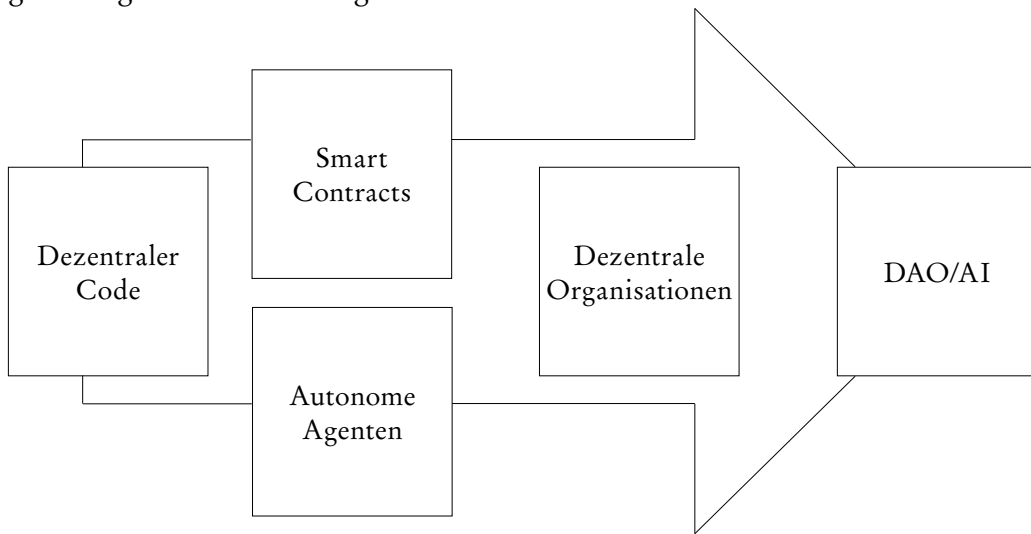 Dezentraler
Code
Smart
Contracts
Autonome
Agenten
Dezentrale
Organisationen
DAO/AI